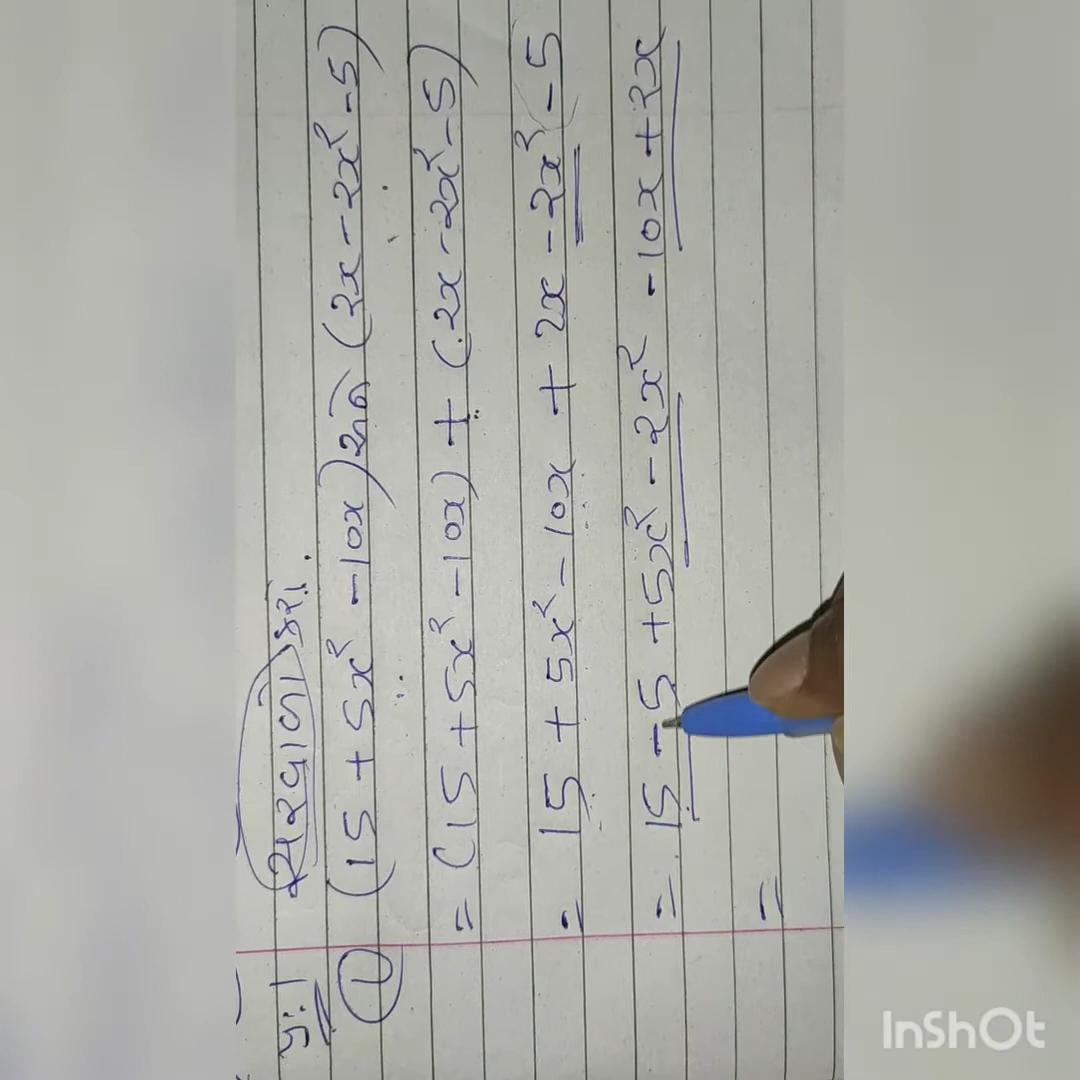 પ્ર.1 સરવાળો કરો.
(1) (15 + 5x² - 10x) અને (2x - 2x² - 5)
= (15 + 5x² - 10x) + (2x - 2x² - 5)
= 15 + 5x² - 10x + 2x - 2x² - 5
= 15 - 5 + 5x² - 2x² - 10x + 2x
=
InShOt